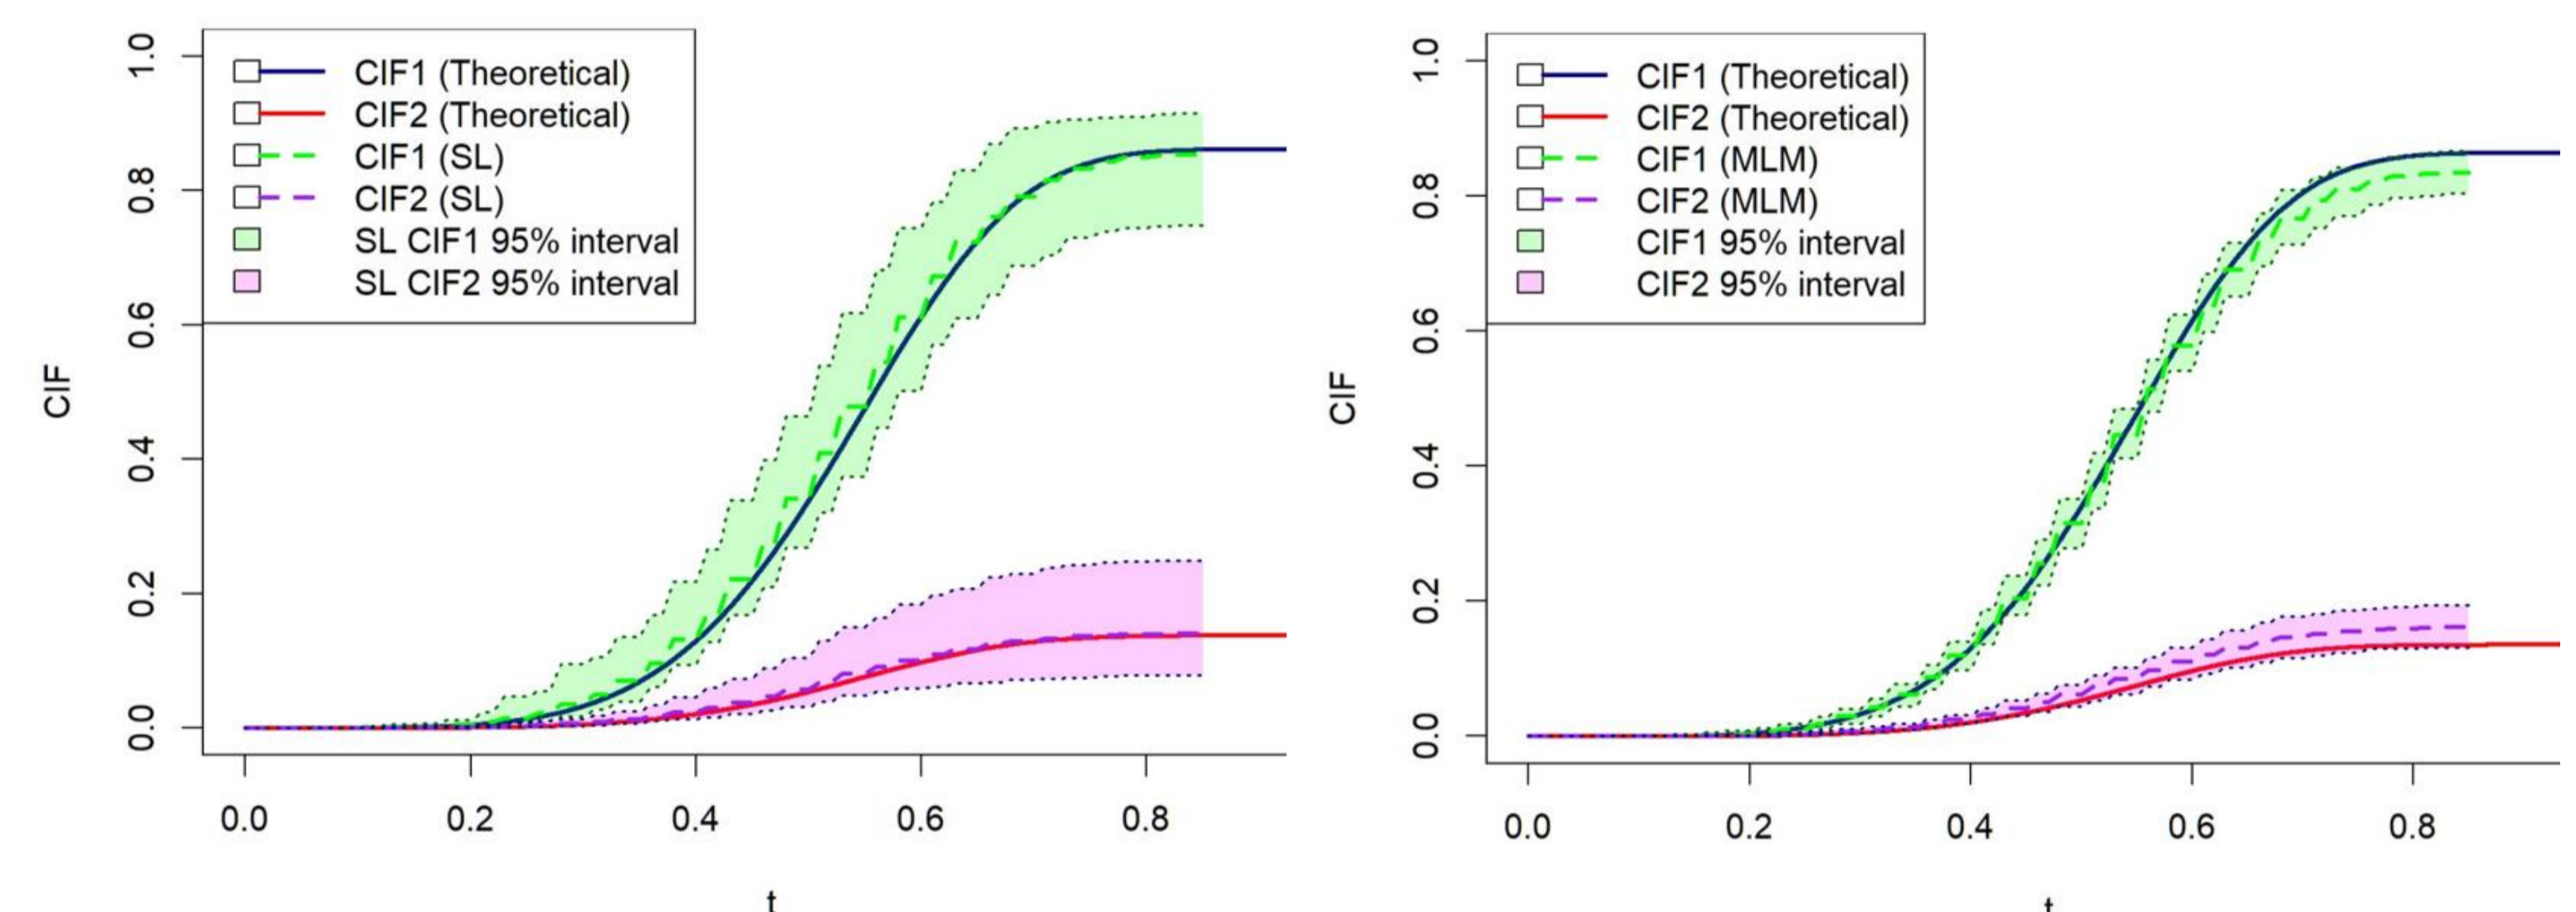 CIF1 (Theoretical)
CIF2 (Theoretical)
CIF1 (SL)
CIF2 (SL)
SL CIF1 95% interval
SL CIF2 95% interval
CIF
1.0
0.8
0.6
0.4
0.2
0.0
0.0 0.2 0.4 0.6 0.8
t
CIF1 (Theoretical)
CIF2 (Theoretical)
CIF1 (MLM)
CIF2 (MLM)
CIF1 95% interval
CIF2 95% interval
CIF
1.0
0.8
0.6
0.4
0.2
0.0
0.0 0.2 0.4 0.6 0.8
t